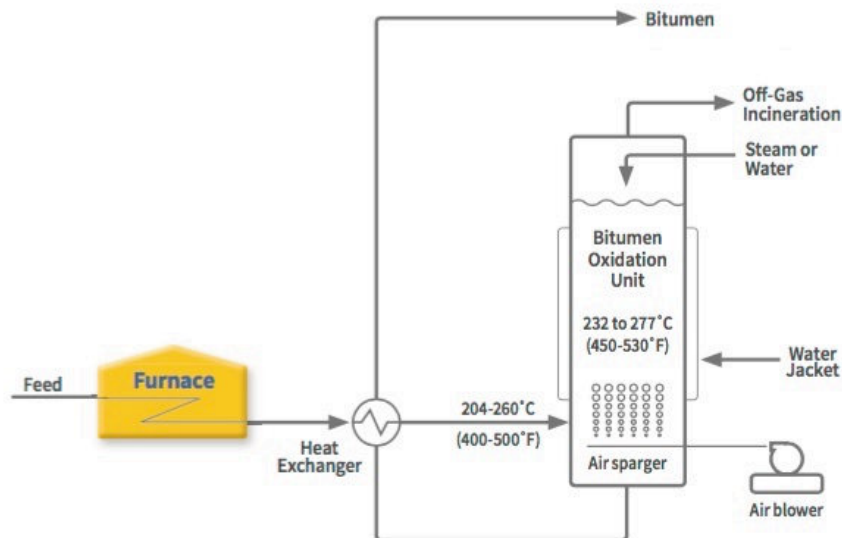 Bitumen
Off-Gas
Incineration
Steam or
Water
Bitumen
Oxidation
Unit
232 to 277˚C
(450-530˚F)
Water
Jacket
Feed
Furnace
204-260˚C
(400-500˚F)
Heat
Exchanger
Air sparger
Air blower